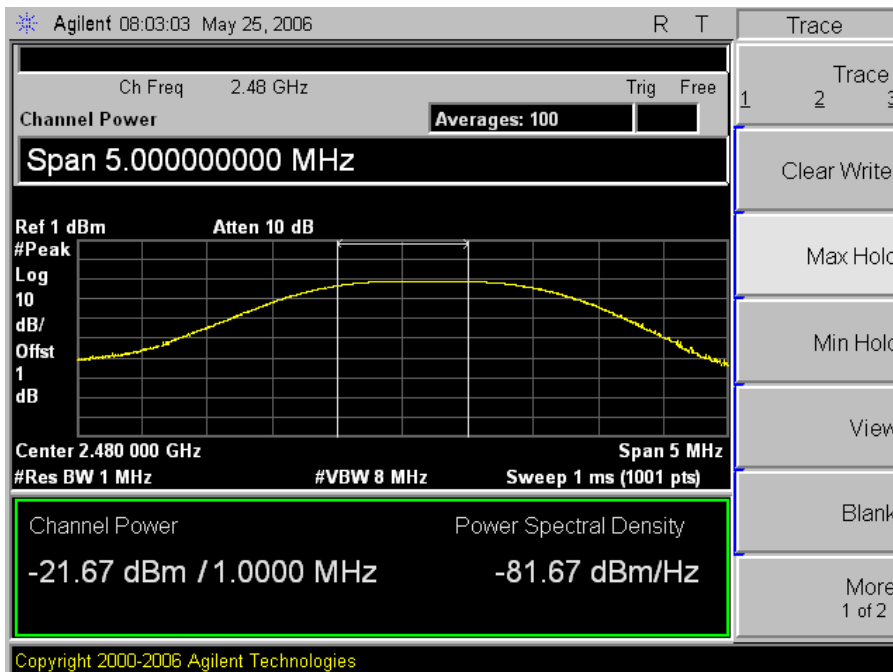 Agilent 08:03:03 May 25, 2006 R T
Trace
Ch Freq 2.48 GHz Trig Free
Channel Power Averages: 100
Span 5.000000000 MHz
Ref 1 dBm Atten 10 dB
#Peak
Log
10
dB/
Offst
1
dB
Center 2.480 000 GHz Span 5 MHz
#Res BW 1 MHz #VBW 8 MHz Sweep 1 ms (1001 pts)
Channel Power Power Spectral Density
-21.67 dBm / 1.0000 MHz -81.67 dBm/Hz
Copyright 2000-2006 Agilent Technologies
Trace
1 2 3
Clear Write
Max Hold
Min Hold
View
Blank
More
1 of 2